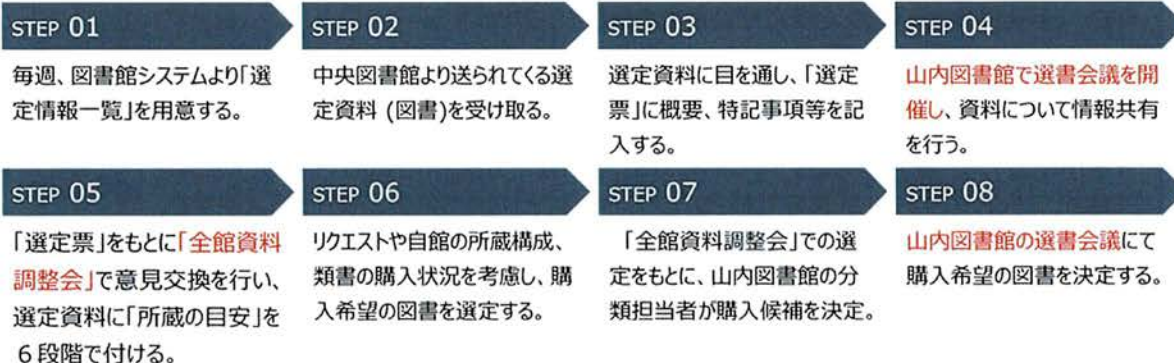 STEP 01
毎週、図書館システムより「選
定情報一覧」を用意する。
STEP 02
中央図書館より送られてくる選
定資料 (図書)を受け取る。
STEP 03
選定資料に目を通し、「選定
票」に概要、特記事項等を記
入する。
STEP 04
山内図書館で選書会議を開
催し、資料について情報共有
を行う。
STEP 05
「選定票」をもとに「全館資料
調整会」で意見交換を行い、
選定資料に「所蔵の目安」を
6段階で付ける。
STEP 06
リクエストや自館の所蔵構成、
類書の購入状況を考慮し、購
入希望の図書を選定する。
STEP 07
「全館資料調整会」での選
定をもとに、山内図書館の分
類担当者が購入候補を決定。
STEP 08
山内図書館の選書会議にて
購入希望の図書を決定する。